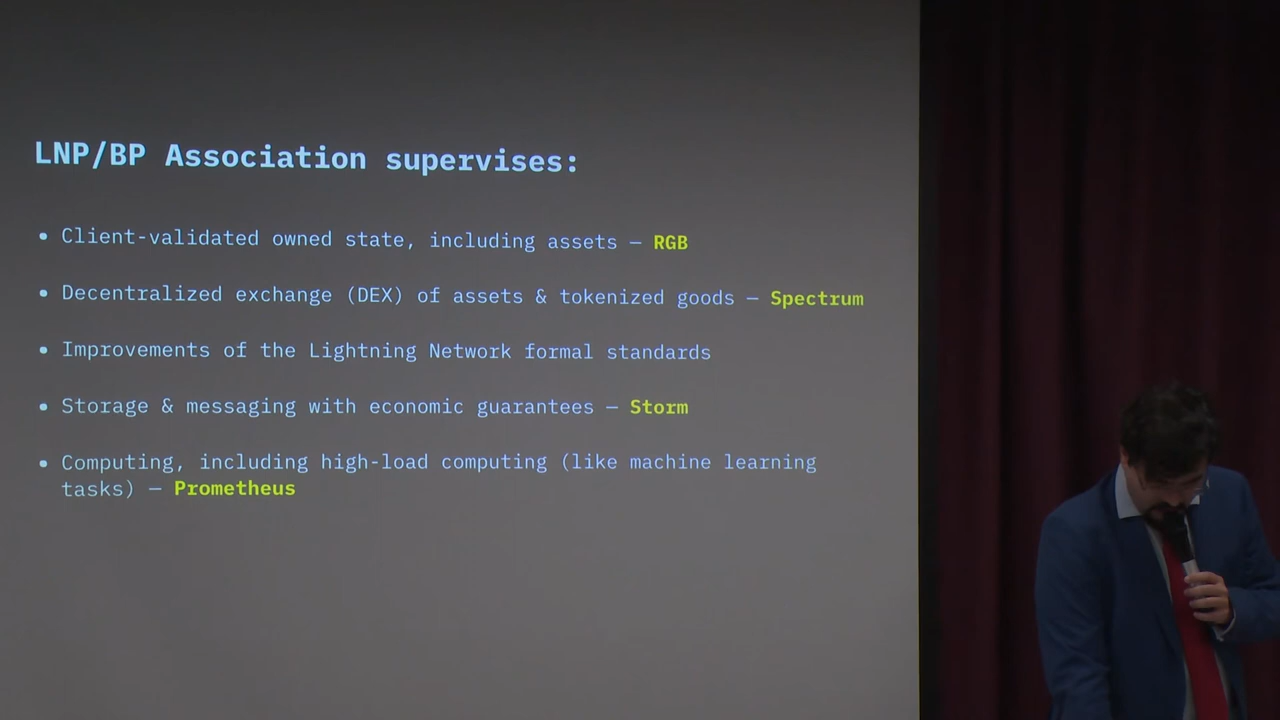 LNP/BP Association supervises:
• Client-validated owned state, including assets – RGB
• Decentralized exchange (DEX) of assets & tokenized goods – Spectrum
• Improvements of the Lightning Network formal standards
• Storage & messaging with economic guarantees – Storm
• Computing, including high-load computing (like machine learning
tasks) – Prometheus